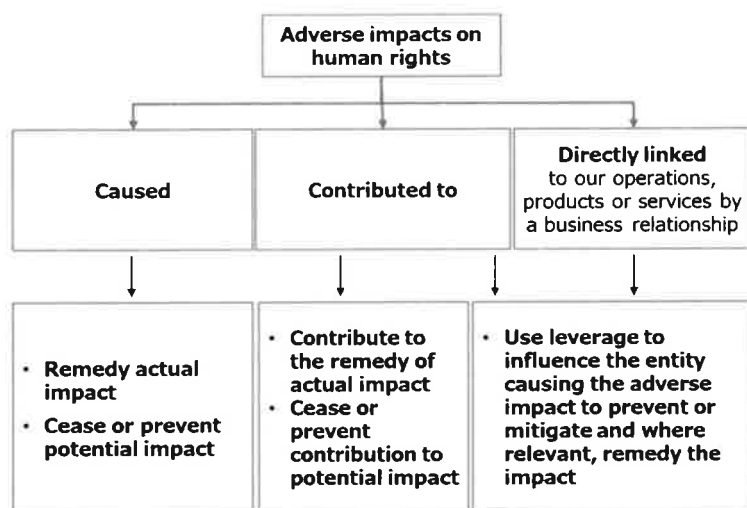 Adverse impacts on
human rights
Caused
Contributed to
Directly linked
to our operations,
products or services by
a business relationship
• Remedy actual
impact
• Cease or prevent
potential impact
• Contribute to
the remedy of
actual impact
• Cease or
prevent
contribution to
potential impact
• Use leverage to
influence the entity
causing the adverse
impact to prevent or
mitigate and where
relevant, remedy the
impact